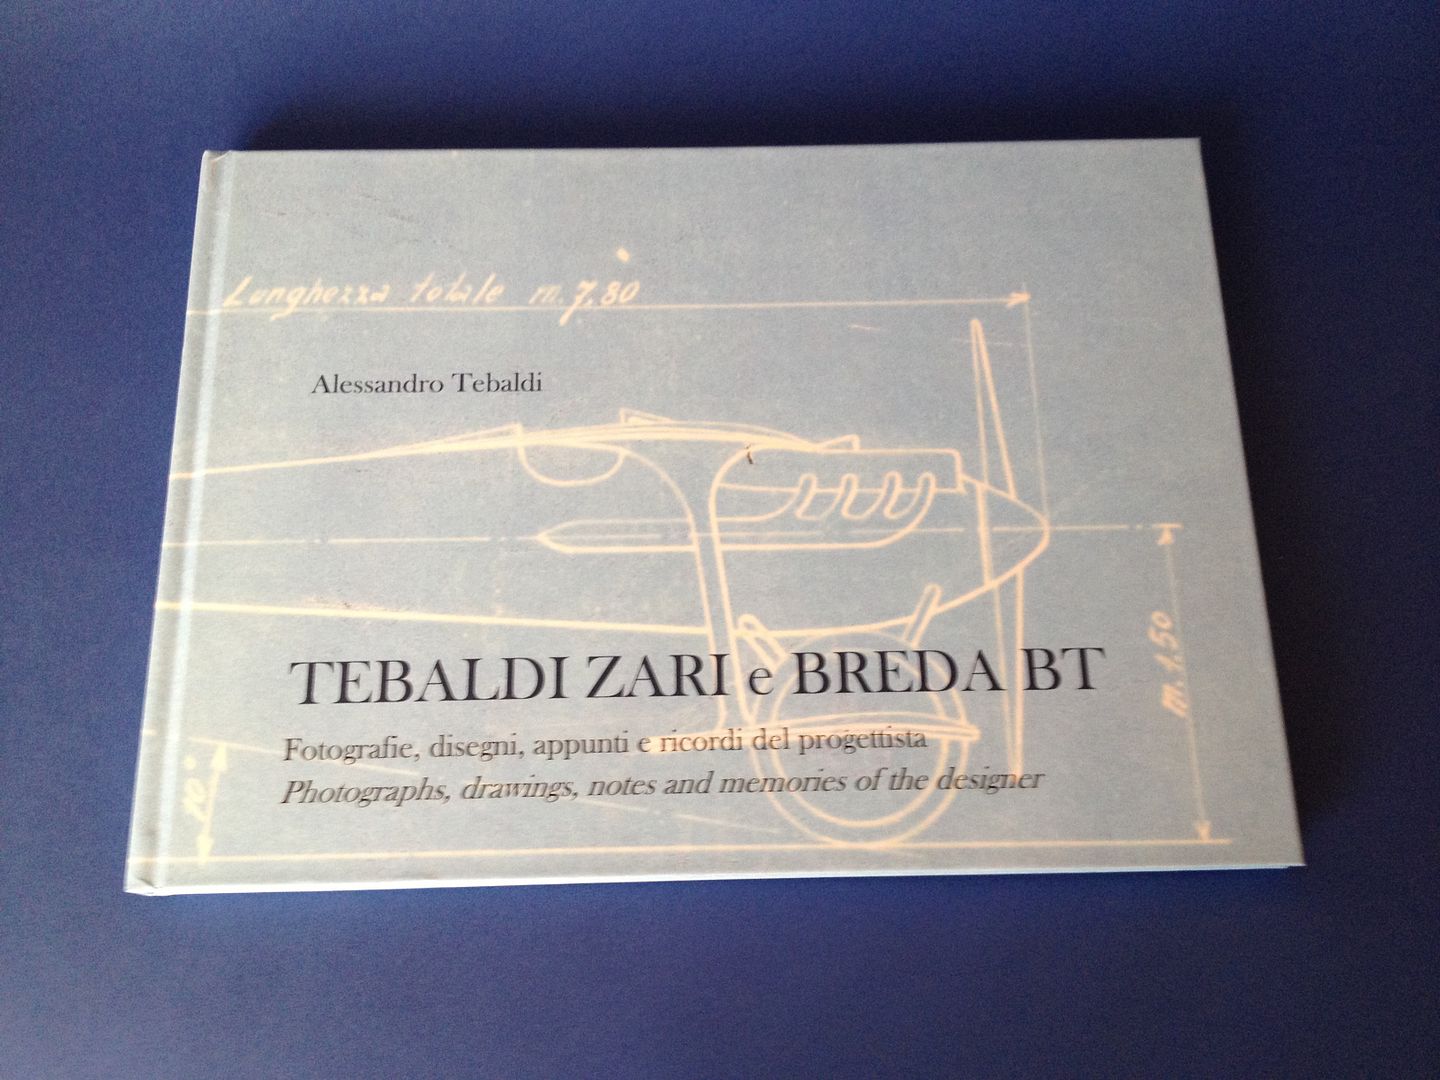 Lunghezza totale m. 7,80
Alessandro Tebaldi
m. 1.50
TEBALDI ZARI e BREDA BT
Fotografie, disegni, appunti e ricordi del progettista
Photographs, drawings, notes and memories of the designer
10°